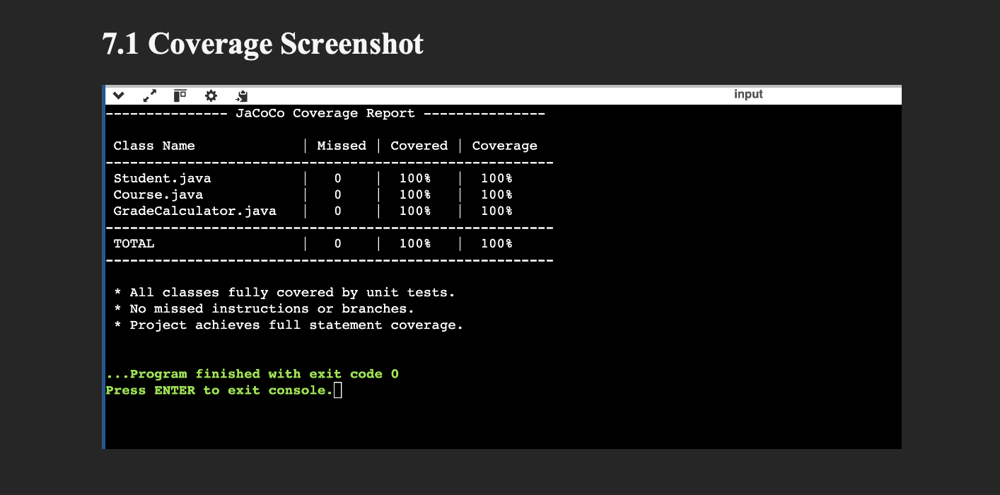 7.1 Coverage Screenshot
input
--------------- JaCoCo Coverage Report ---------------
Class Name | Missed | Covered | Coverage
-------------------------------------------------------
Student.java | 0 | 100% | 100%
Course.java | 0 | 100% | 100%
GradeCalculator.java | 0 | 100% | 100%
-------------------------------------------------------
TOTAL | 0 | 100% | 100%
-------------------------------------------------------
* All classes fully covered by unit tests.
* No missed instructions or branches.
* Project achieves full statement coverage.
...Program finished with exit code 0
Press ENTER to exit console.